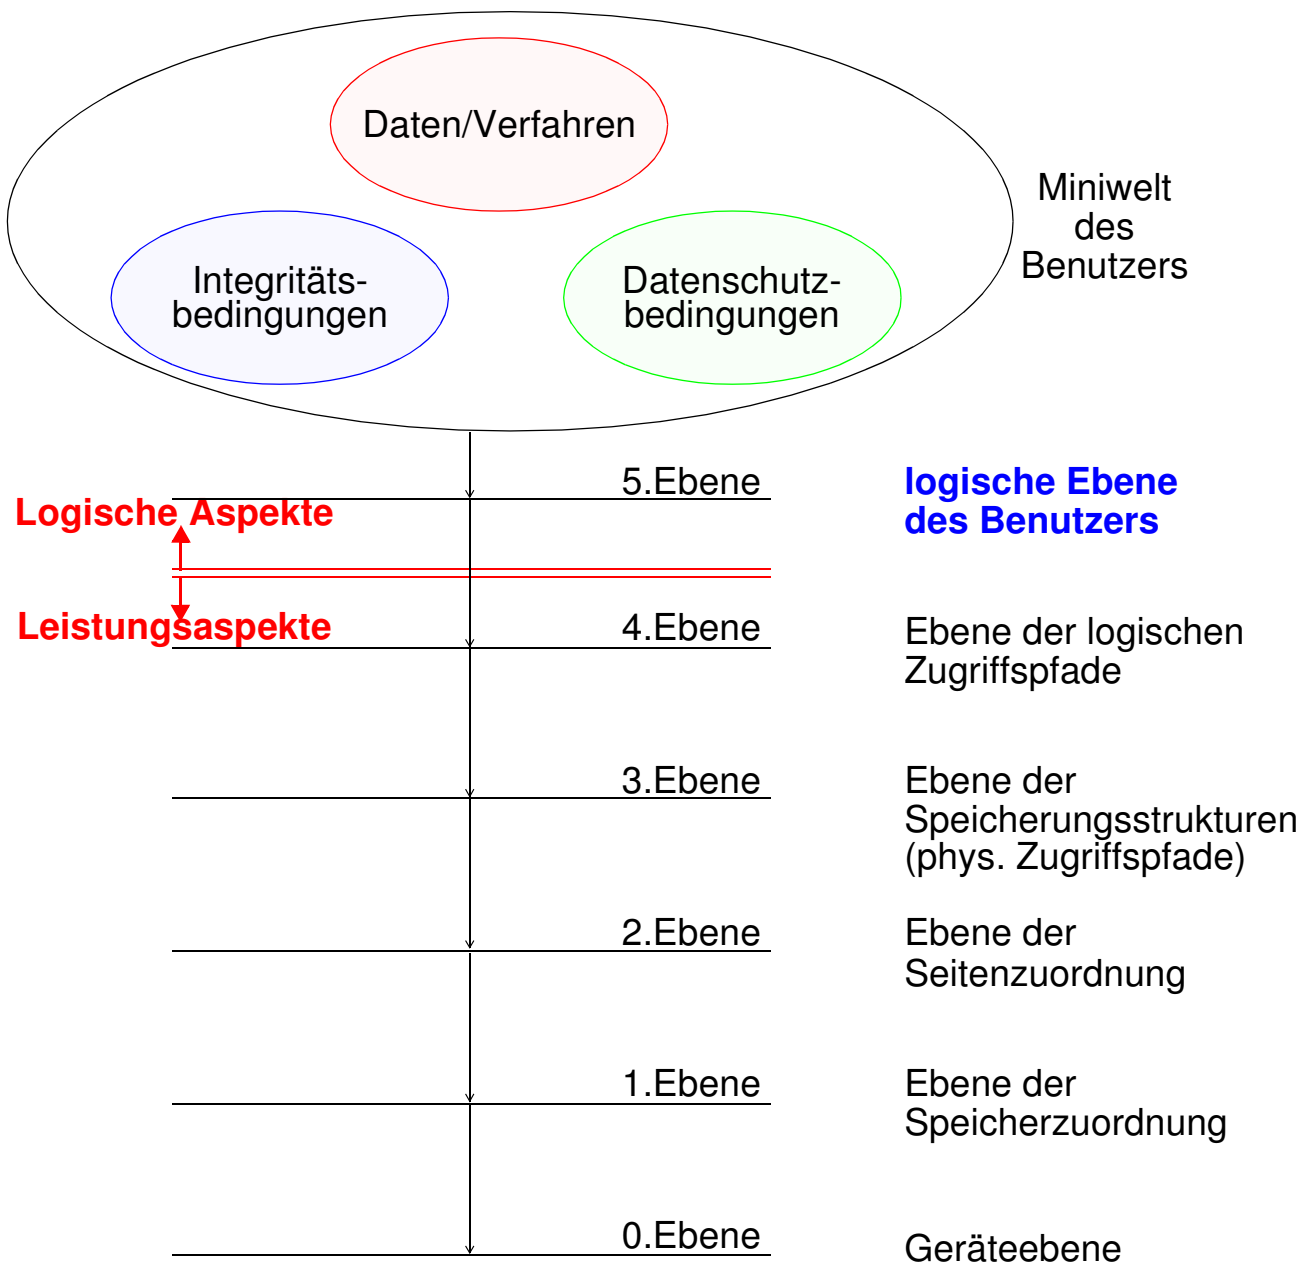 Daten/Verfahren
Miniwelt
des
Benutzers
Integritäts-
bedingungen
Datenschutz-
bedingungen
5.Ebene
logische Ebene
des Benutzers
Logische Aspekte
Leistungsaspekte
4.Ebene
Ebene der logischen
Zugriffspfade
3.Ebene
Ebene der
Speicherungsstrukturen
(phys. Zugriffspfade)
2.Ebene
Ebene der
Seitenzuordnung
1.Ebene
Ebene der
Speicherzuordnung
0.Ebene
Geräteebene